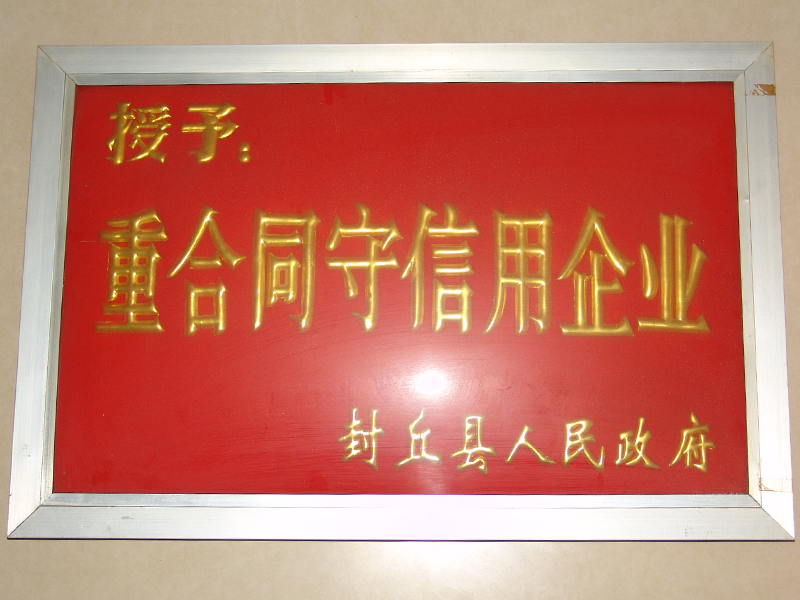 授予：
重合同守信用企业
封丘县人民政府